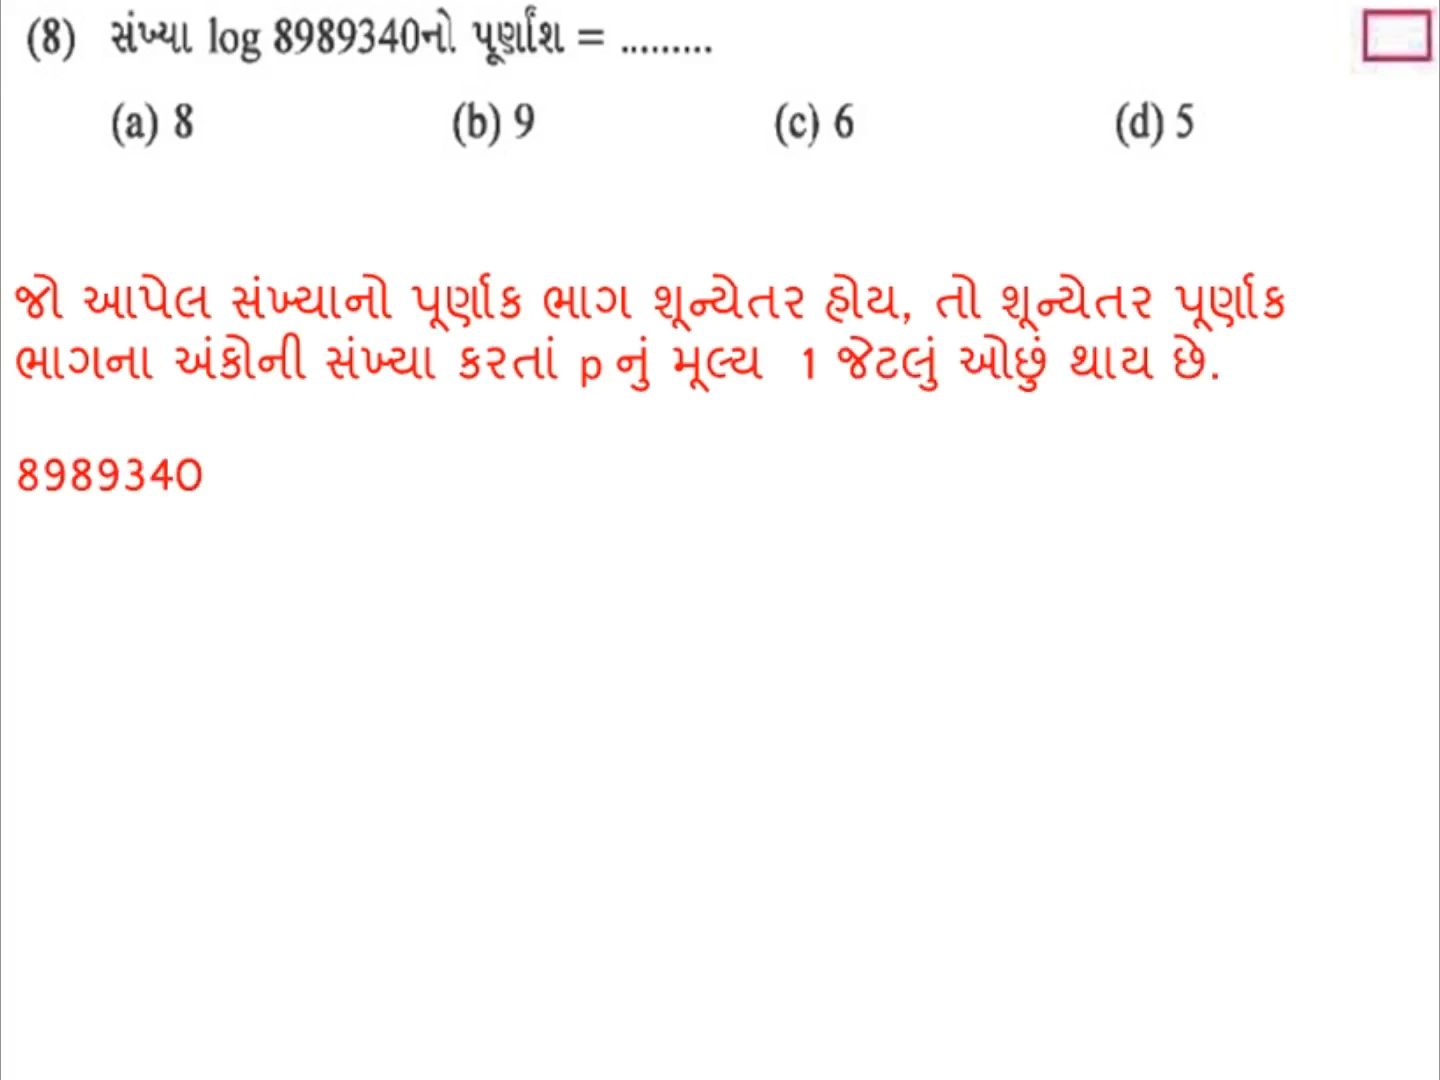 (8) સંખ્યા log 8989340નો પૂર્ણાંશ = .........
(a) 8 (b) 9 (c) 6 (d) 5
જો આપેલ સંખ્યાનો પૂર્ણાંક ભાગ શૂન્યેતર હોય, તો શૂન્યેતર પૂર્ણાંક
ભાગના અંકોની સંખ્યા કરતાં p નું મૂલ્ય 1 જેટલું ઓછું થાય છે.
8989340